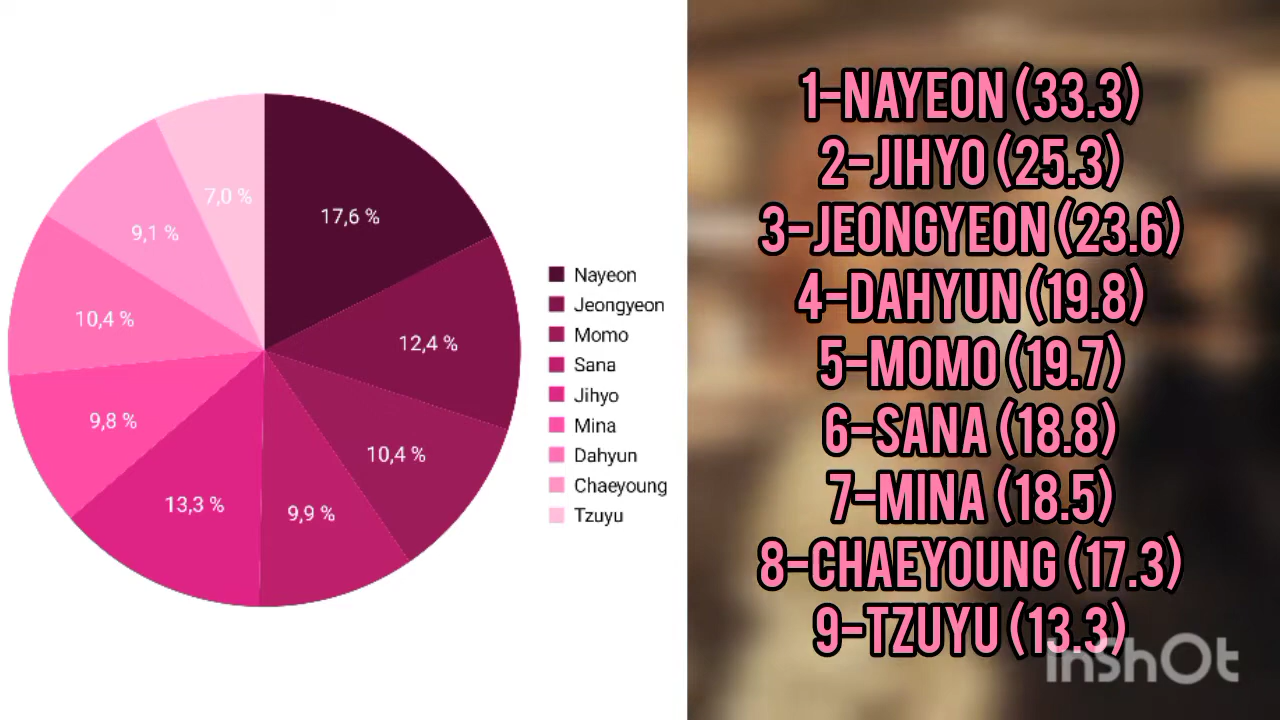 17,6 %
12,4 %
10,4 %
9,9 %
13,3 %
9,8 %
10,4 %
9,1 %
7,0 %
Nayeon
Jeongyeon
Momo
Sana
Jihyo
Mina
Dahyun
Chaeyoung
Tzuyu
1-NAYEON (33.3)
2-JIHYO (25.3)
3-JEONGYEON (23.6)
4-DAHYUN (19.8)
5-MOMO (19.7)
6-SANA (18.8)
7-MINA (18.5)
8-CHAEYOUNG (17.3)
9-TZUYU (13.3)
InShOt